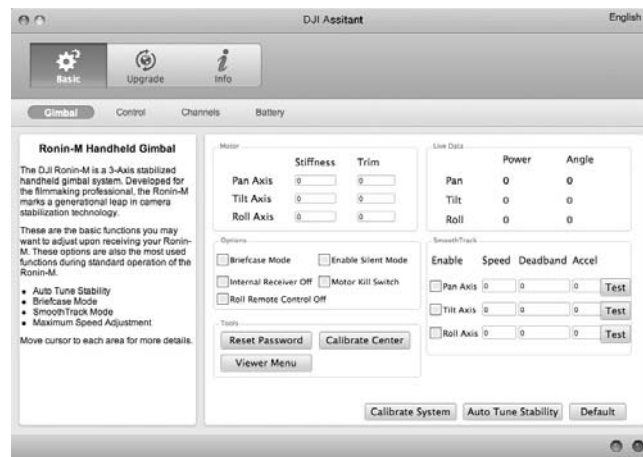 DJI Assitant
English
Basic
Upgrade
Info
Gimbal
Control
Channels
Battery
Ronin-M Handheld Gimbal
The DJI Ronin-M is a 3-Axis stabilized
handheld gimbal system. Developed for
the filmmaking professional, the Ronin-M
marks a generational leap in camera
stabilization technology.
These are the basic functions you may
want to adjust upon receiving your Ronin-
M. These options are also the most used
functions during standard operation of the
Ronin-M.
• Auto Tune Stability
• Briefcase Mode
• SmoothTrack Mode
• Maximum Speed Adjustment
Move cursor to each area for more details.
Motor
Stiffness Trim
Pan Axis 0 0
Tilt Axis 0 0
Roll Axis 0 0
Live Data
Power Angle
Pan 0 0
Tilt 0 0
Roll 0 0
Options
Briefcase Mode Enable Silent Mode
Internal Receiver Off Motor Kill Switch
Roll Remote Control Off
SmoothTrack
Enable Speed Deadband Accel
Pan Axis 0 0 0 Test
Tilt Axis 0 0 0 Test
Roll Axis 0 0 0 Test
Tools
Reset Password Calibrate Center
Viewer Menu
Calibrate System Auto Tune Stability Default